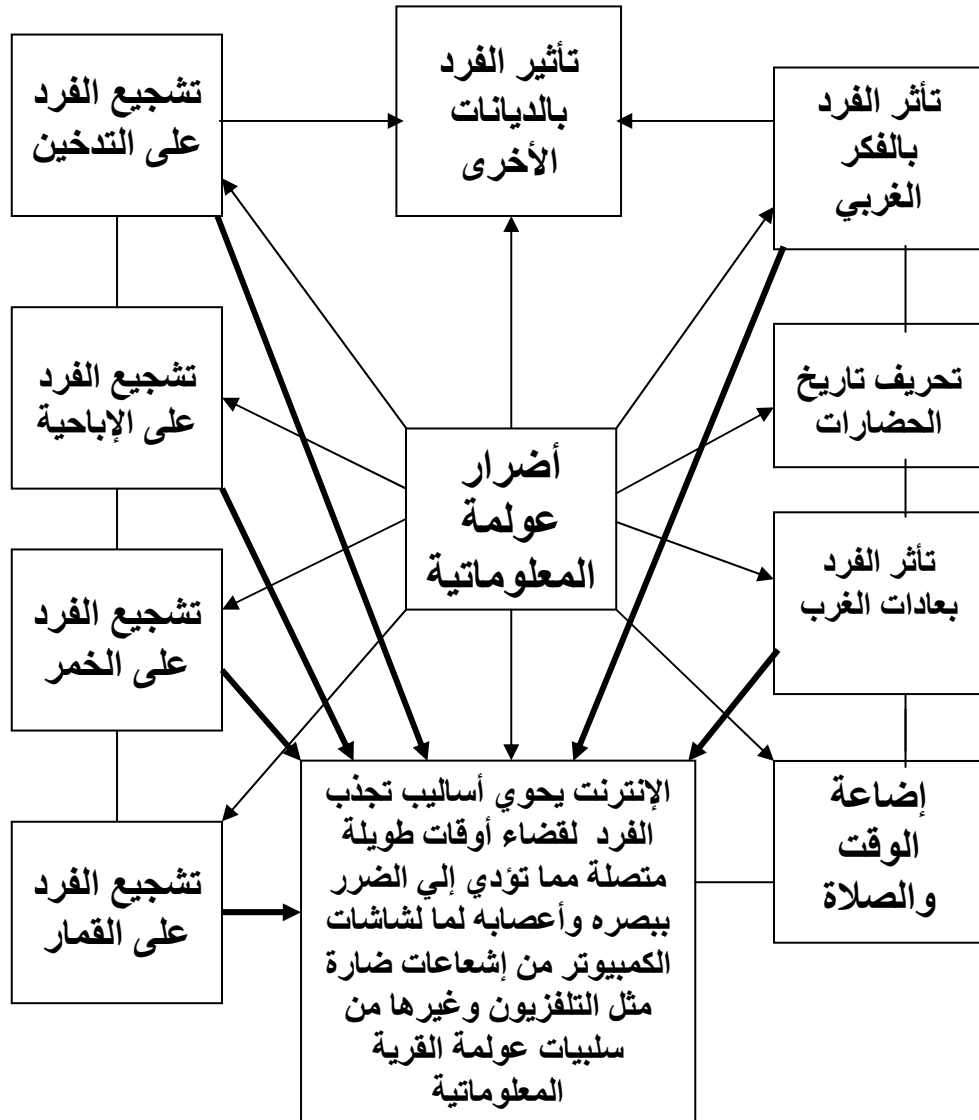 تأثر الفرد
بالفكر
الغربي
تأثير الفرد
بالديانات
الأخرى
تشجيع الفرد
على التدخين
تحريف تاريخ
الحضارات
أضرار
عولمة
المعلوماتية
تشجيع الفرد
على الإباحية
تأثر الفرد
بعادات الغرب
تشجيع الفرد
على الخمر
إضاعة
الوقت
والصلاة
الإنترنت يحوي أساليب تجذب
الفرد لقضاء أوقات طويلة
متصلة مما تؤدي إلي الضرر
ببصره وأعصابه لما لشاشات
الكمبيوتر من إشعاعات ضارة
مثل التلفزيون وغيرها من
سلبيات عولمة القرية
المعلوماتية
تشجيع الفرد
على القمار